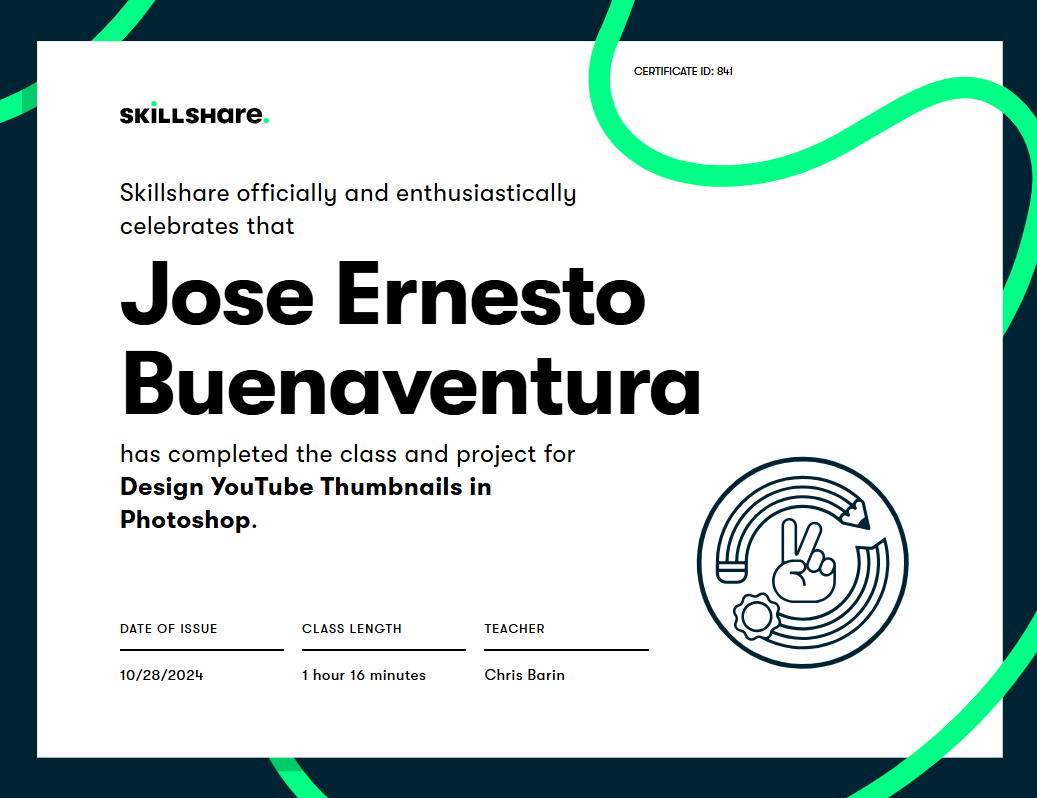 CERTIFICATE ID: 841
SKILLSHare.
Skillshare officially and enthusiastically
celebrates that
Jose Ernesto
Buenaventura
has completed the class and project for
Design YouTube Thumbnails in
Photoshop.
DATE OF ISSUE CLASS LENGTH TEACHER
10/28/2024 1 hour 16 minutes Chris Barin